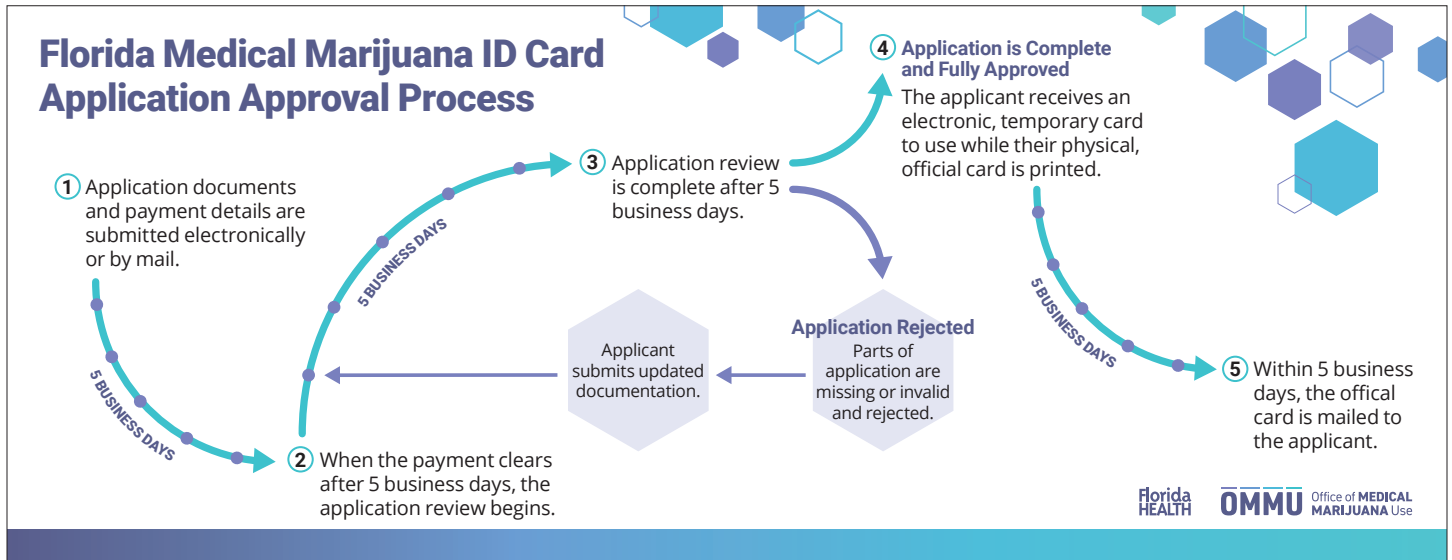 Florida Medical Marijuana ID Card
Application Approval Process
1 Application documents
and payment details are
submitted electronically
or by mail.
5 BUSINESS DAYS
2 When the payment clears
after 5 business days, the
application review begins.
5 BUSINESS DAYS
3 Application review
is complete after 5
business days.
4 Application is Complete
and Fully Approved
The applicant receives an
electronic, temporary card
to use while their physical,
official card is printed.
Application Rejected
Parts of
application are
missing or invalid
and rejected.
Applicant
submits updated
documentation.
5 BUSINESS DAYS
5 Within 5 business
days, the offical
card is mailed to
the applicant.
Florida
HEALTH
OMMU
Office of MEDICAL
MARIJUANA Use